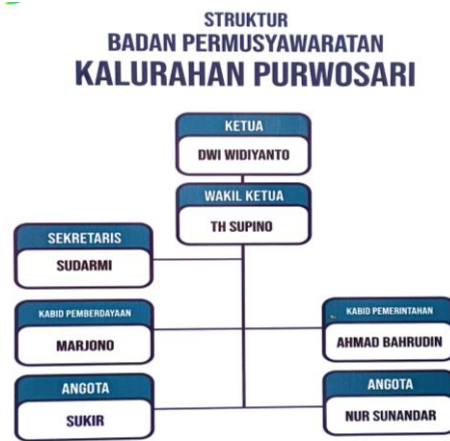 STRUKTUR
BADAN PERMUSYAWARATAN
KALURAHAN PURWOSARI
KETUA
DWI WIDIYANTO
WAKIL KETUA
TH SUPINO
SEKRETARIS
SUDARMI
KABID PEMBERDAYAAN
MARJONO
KABID PEMERINTAHAN
AHMAD BAHRUDIN
ANGOTA
SUKIR
ANGOTA
NUR SUNANDAR